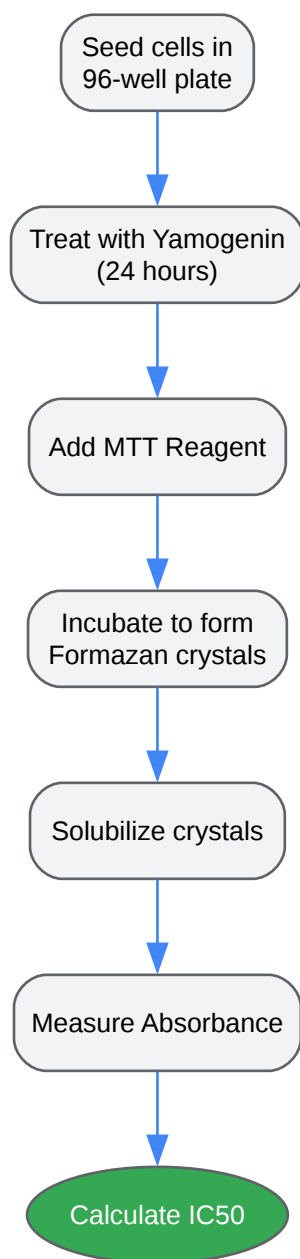 Seed cells in
96-well plate
Treat with Yamogenin
(24 hours)
Add MTT Reagent
Incubate to form
Formazan crystals
Solubilize crystals
Measure Absorbance
Calculate IC50